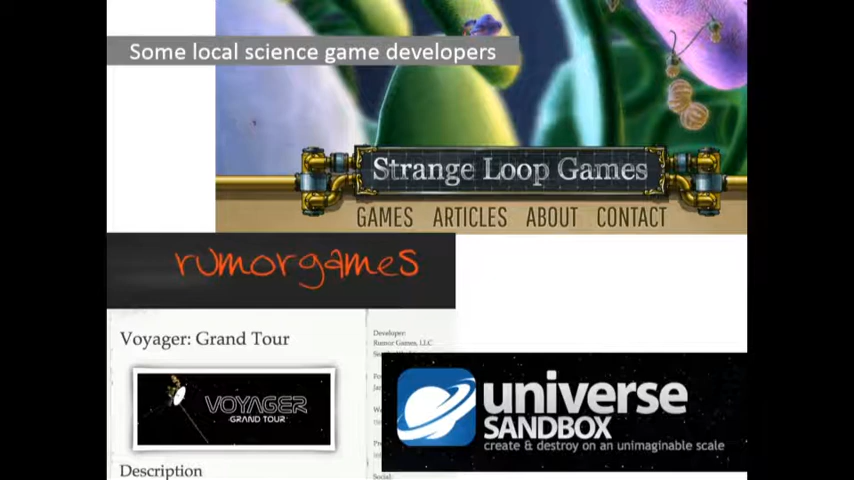 Some local science game developers
Strange Loop Games
GAMES ARTICLES ABOUT CONTACT
rumorgames
Voyager: Grand Tour
Developer:
Rumor Games, LLC
VOYAGER
GRAND TOUR
Description
universe
SANDBOX
create & destroy on an unimaginable scale
Social: